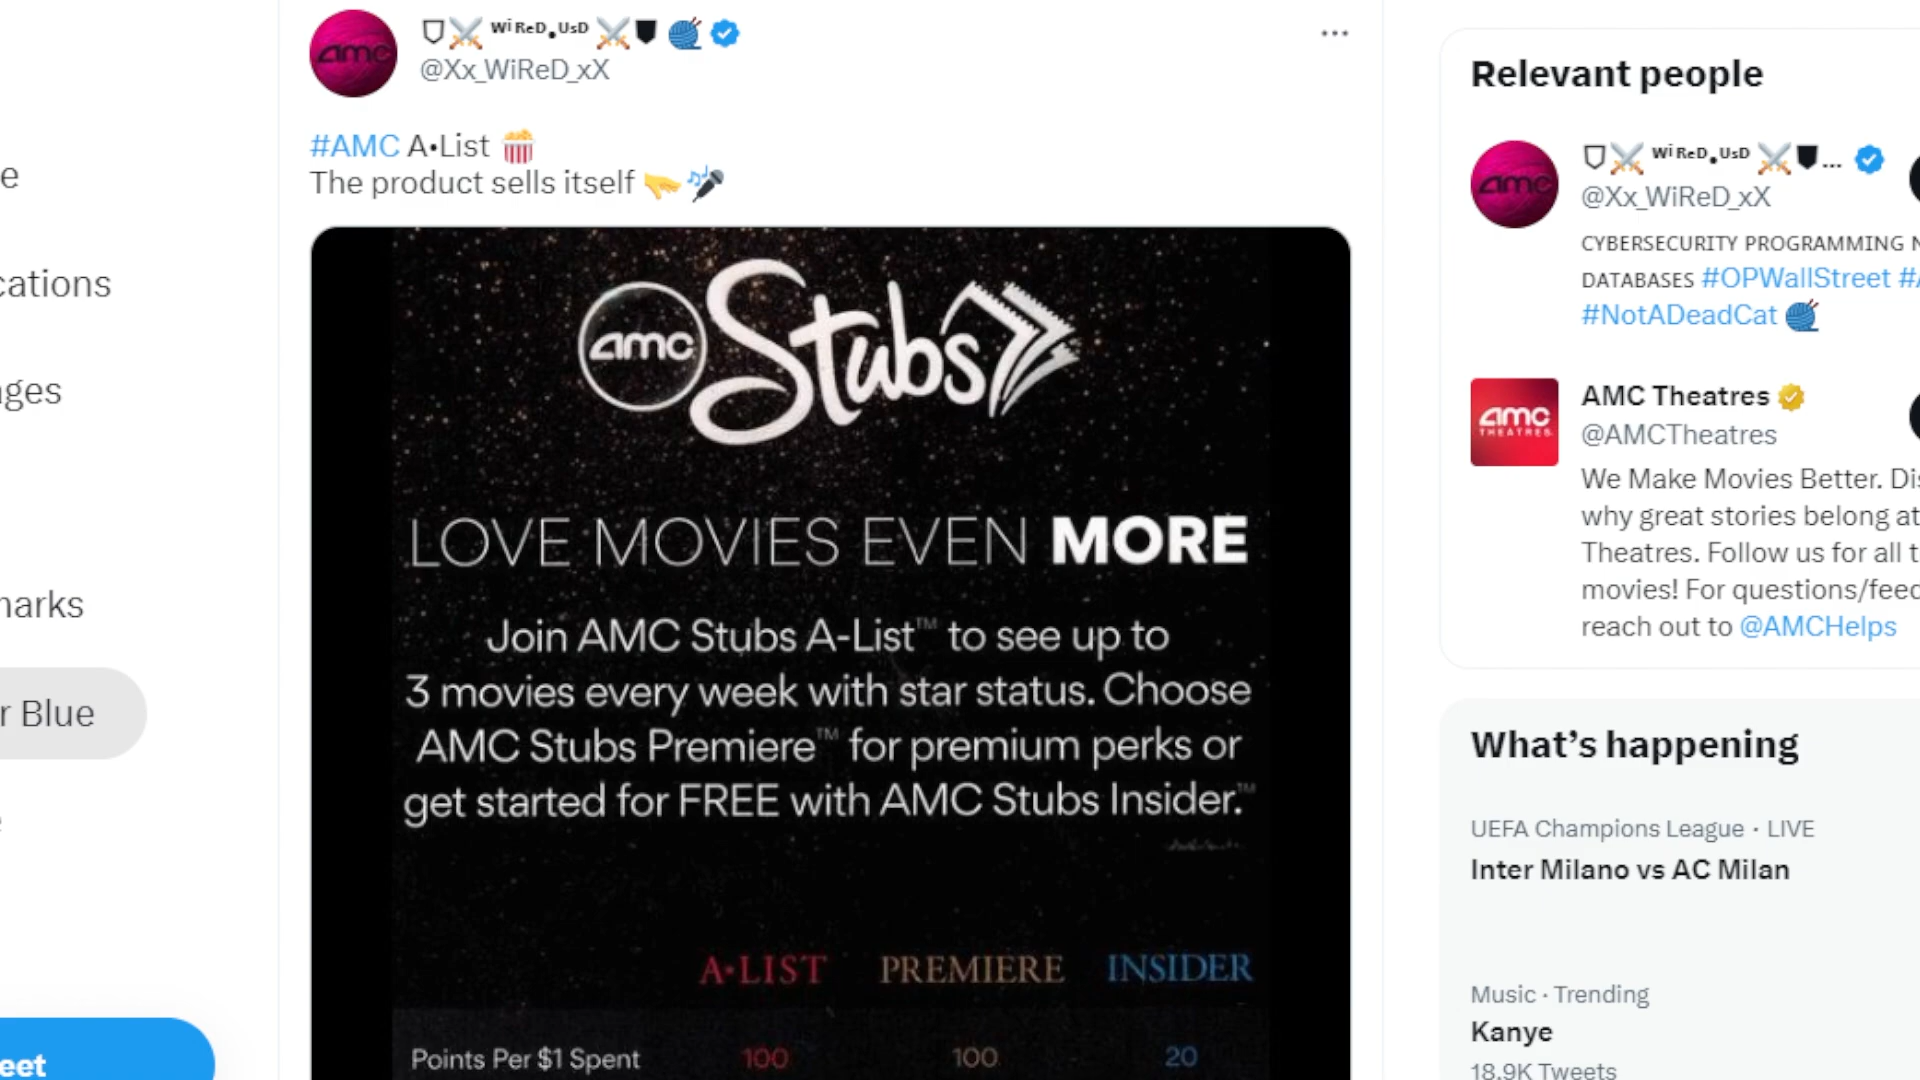 WiReD.UsD
@Xx_WiReD_xX
#AMC A•List
The product sells itself
amc
amc Stubs
LOVE MOVIES EVEN MORE
Join AMC Stubs A-List™ to see up to
3 movies every week with star status. Choose
AMC Stubs Premiere™ for premium perks or
get started for FREE with AMC Stubs Insider.™
A•LIST PREMIERE INSIDER
Points Per $1 Spent 100 100 20
Relevant people
WiReD.UsD ...
@Xx_WiReD_xX
amc
CYBERSECURITY PROGRAMMING
DATABASES #OPWallStreet
#NotADeadCat
AMC Theatres
@AMCTheatres
amc
THEATRES
We Make Movies Better.
why great stories belong at
Theatres. Follow us for all
movies! For questions/
reach out to @AMCHelps
What's happening
UEFA Champions League · LIVE
Inter Milano vs AC Milan
Music · Trending
Kanye
18.9K Tweets
Blue